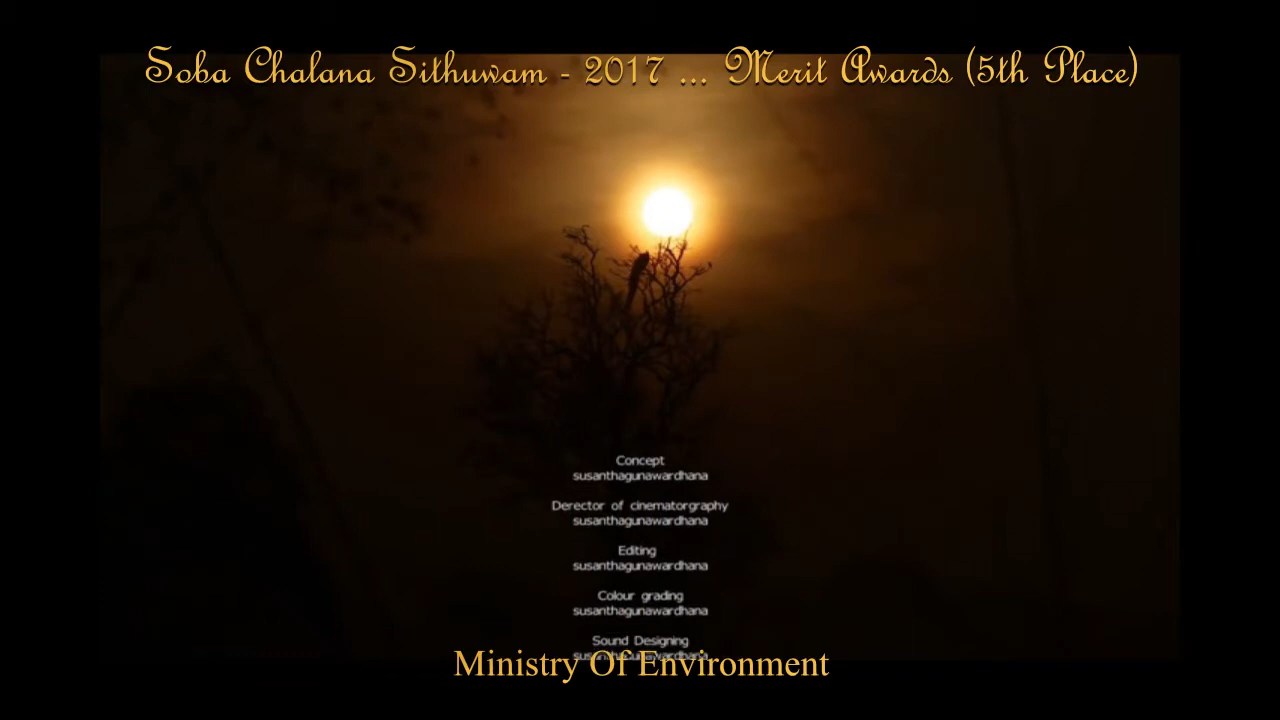 Soba Chalana Sithuwam - 2017 ... Merit Awards (5th Place)
Concept
susanthagunawardhana
Derector of cinematorgraphy
susanthagunawardhana
Editing
susanthagunawardhana
Colour grading
susanthagunawardhana
Sound Designing
susanthagunawardhana
Ministry Of Environment